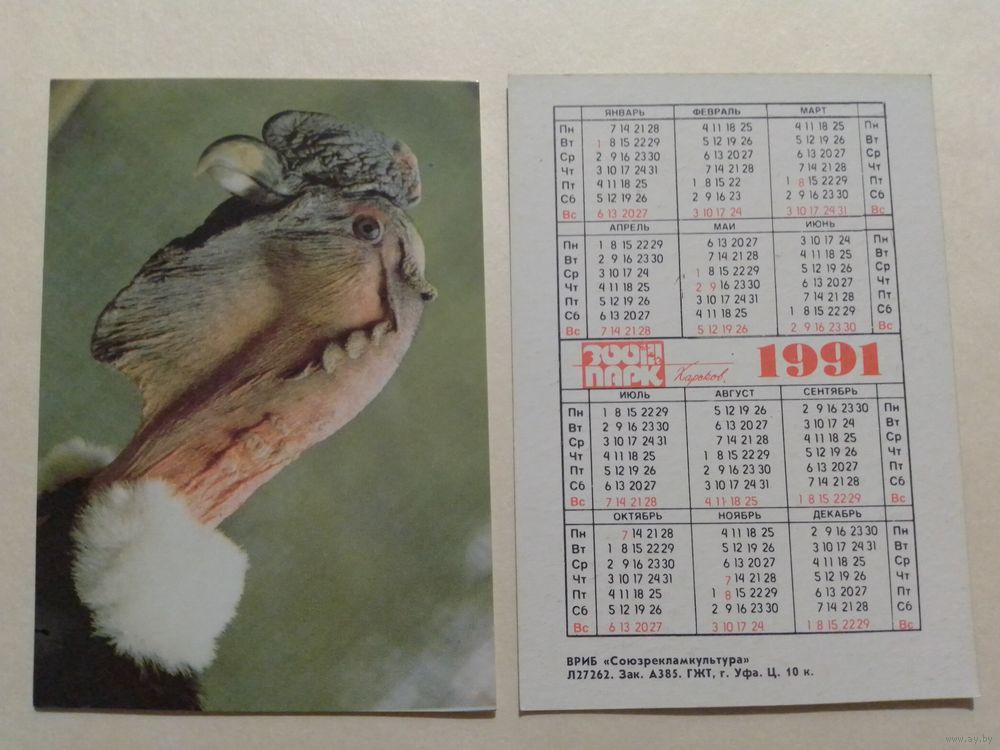 ЯНВАРЬ ФЕВРАЛЬ МАРТ
Пн 7 14 21 28 4 11 18 25 4 11 18 25 Пн
Вт 1 8 15 22 29 5 12 19 26 5 12 19 26 Вт
Ср 2 9 16 23 30 6 13 20 27 6 13 20 27 Ср
Чт 3 10 17 24 31 7 14 21 28 7 14 21 28 Чт
Пт 4 11 18 25 1 8 15 22 1 8 15 22 29 Пт
Сб 5 12 19 26 2 9 16 23 2 9 16 23 30 Сб
Вс 6 13 20 27 3 10 17 24 3 10 17 24 31 Вс
АПРЕЛЬ МАИ ИЮНЬ
Пн 1 8 15 22 29 6 13 20 27 3 10 17 24 Пн
Вт 2 9 16 23 30 7 14 21 28 4 11 18 25 Вт
Ср 3 10 17 24 1 8 15 22 29 5 12 19 26 Ср
Чт 4 11 18 25 2 9 16 23 30 6 13 20 27 Чт
Пт 5 12 19 26 3 10 17 24 31 7 14 21 28 Пт
Сб 6 13 20 27 4 11 18 25 1 8 15 22 29 Сб
Вс 7 14 21 28 5 12 19 26 2 9 16 23 30 Вс
ЗОО ПАРК Харьков. 1991
ИЮЛЬ АВГУСТ СЕНТЯБРЬ
Пн 1 8 15 22 29 5 12 19 26 2 9 16 23 30 Пн
Вт 2 9 16 23 30 6 13 20 27 3 10 17 24 Вт
Ср 3 10 17 24 31 7 14 21 28 4 11 18 25 Ср
Чт 4 11 18 25 1 8 15 22 29 5 12 19 26 Чт
Пт 5 12 19 26 2 9 16 23 30 6 13 20 27 Пт
Сб 6 13 20 27 3 10 17 24 31 7 14 21 28 Сб
Вс 7 14 21 28 4 11 18 25 1 8 15 22 29 Вс
ОКТЯБРЬ НОЯБРЬ ДЕКАБРЬ
Пн 7 14 21 28 4 11 18 25 2 9 16 23 30 Пн
Вт 1 8 15 22 29 5 12 19 26 3 10 17 24 31 Вт
Ср 2 9 16 23 30 6 13 20 27 4 11 18 25 Ср
Чт 3 10 17 24 31 7 14 21 28 5 12 19 26 Чт
Пт 4 11 18 25 1 8 15 22 29 6 13 20 27 Пт
Сб 5 12 19 26 2 9 16 23 30 7 14 21 28 Сб
Вс 6 13 20 27 3 10 17 24 1 8 15 22 29 Вс
ВРИБ «Союзрекламкультура»
Л27262. Зак. А385. ГЖТ, г. Уфа. Ц. 10 к.
www.ay.by